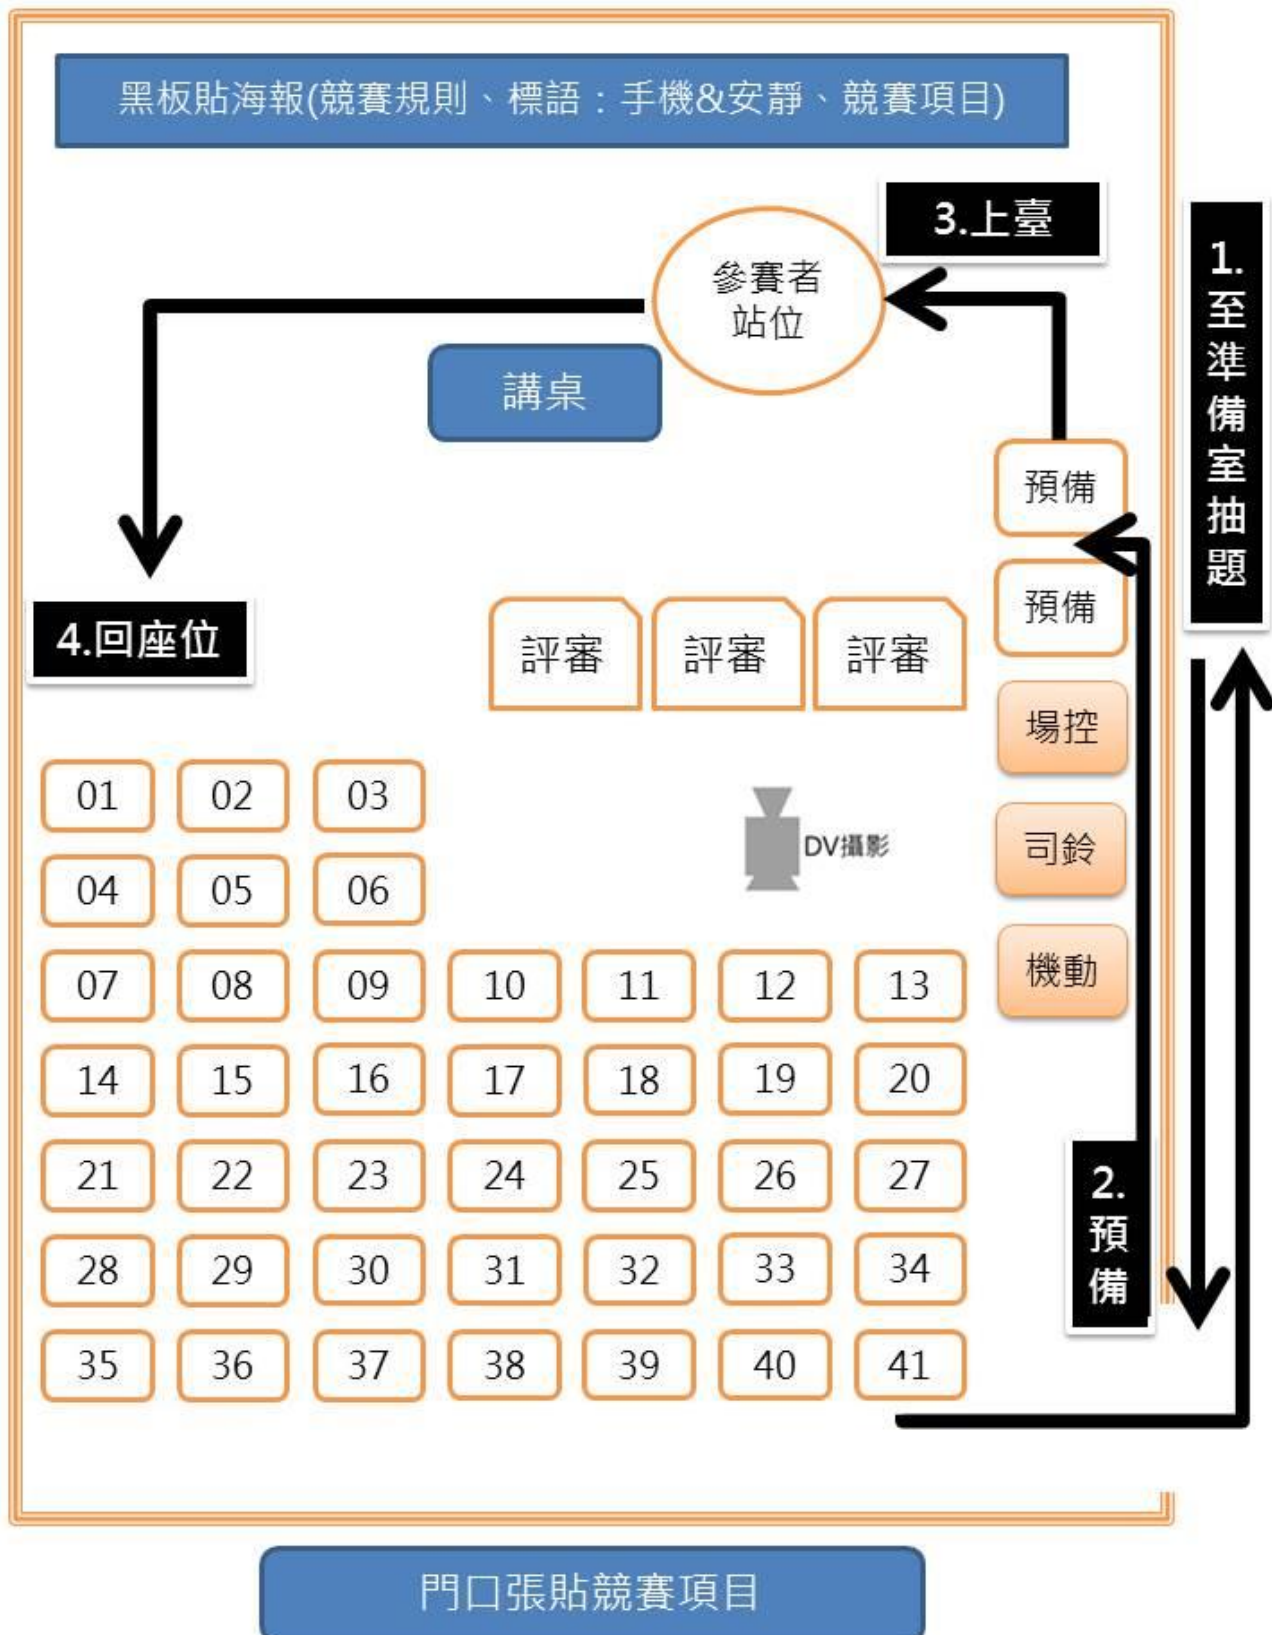 黑板貼海報(競賽規則、標語：手機&安靜、競賽項目)
3.上臺
1.
至
準
備
室
抽
題
參賽者
站位
講桌
預備
預備
4.回座位
評審 評審 評審
場控
01 02 03
DV攝影
司鈴
04 05 06
機動
07 08 09 10 11 12 13
14 15 16 17 18 19 20
21 22 23 24 25 26 27
2.
預
備
28 29 30 31 32 33 34
35 36 37 38 39 40 41
門口張貼競賽項目